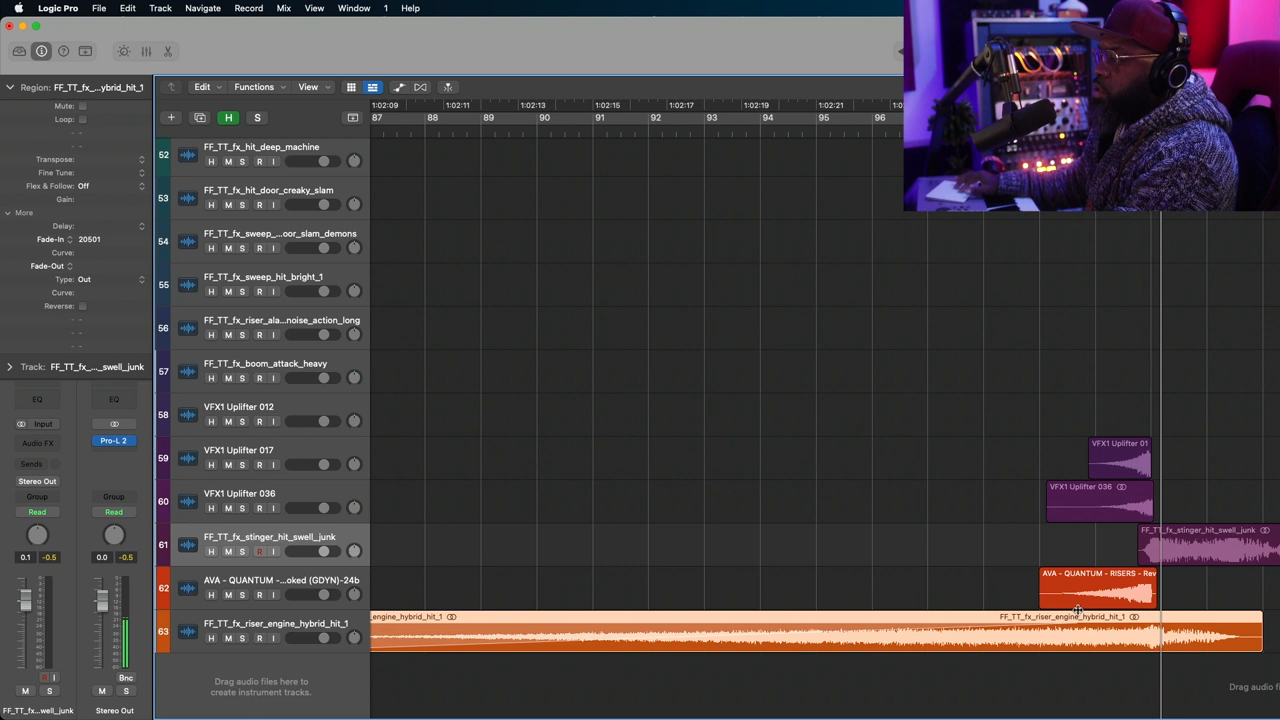 Logic Pro File Edit Track Navigate Record Mix View Window 1 Help
Region: FF_TT_fx_...ybrid_hit_1
Mute:
Loop:
Transpose:
Fine Tune:
Flex & Follow: Off
Gain:
More
Delay:
Fade-In 20501
Curve:
Fade-Out
Type: Out
Curve:
Reverse:
Track: FF_TT_fx_..._swell_junk
EQ EQ
Input
Audio FX Pro-L 2
Sends
Stereo Out
Group Group
Read Read
0.1 -0.5 0.0 -0.5
R I Bnc
M S M S
FF_TT_fx...well_junk Stereo Out
Edit Functions View
H S
1:02:09 1:02:11 1:02:13 1:02:15 1:02:17 1:02:19 1:02:21
87 88 89 90 91 92 93 94 95 96
52 FF_TT_fx_hit_deep_machine
H M S R I
53 FF_TT_fx_hit_door_creaky_slam
H M S R I
54 FF_TT_fx_sweep_...oor_slam_demons
H M S R I
55 FF_TT_fx_sweep_hit_bright_1
H M S R I
56 FF_TT_fx_riser_ala...noise_action_long
H M S R I
57 FF_TT_fx_boom_attack_heavy
H M S R I
58 VFX1 Uplifter 012
H M S R I
59 VFX1 Uplifter 017
H M S R I
VFX1 Uplifter 01
60 VFX1 Uplifter 036
H M S R I
VFX1 Uplifter 036
61 FF_TT_fx_stinger_hit_swell_junk
H M S R I
FF_TT_fx_stinger_hit_swell_junk
62 AVA - QUANTUM -...oked (GDYN)-24b
H M S R I
AVA - QUANTUM - RISERS - Rev
63 FF_TT_fx_riser_engine_hybrid_hit_1
H M S R I
_engine_hybrid_hit_1
FF_TT_fx_riser_engine_hybrid_hit_1
Drag audio files here to
create instrument tracks.
Drag audio fi